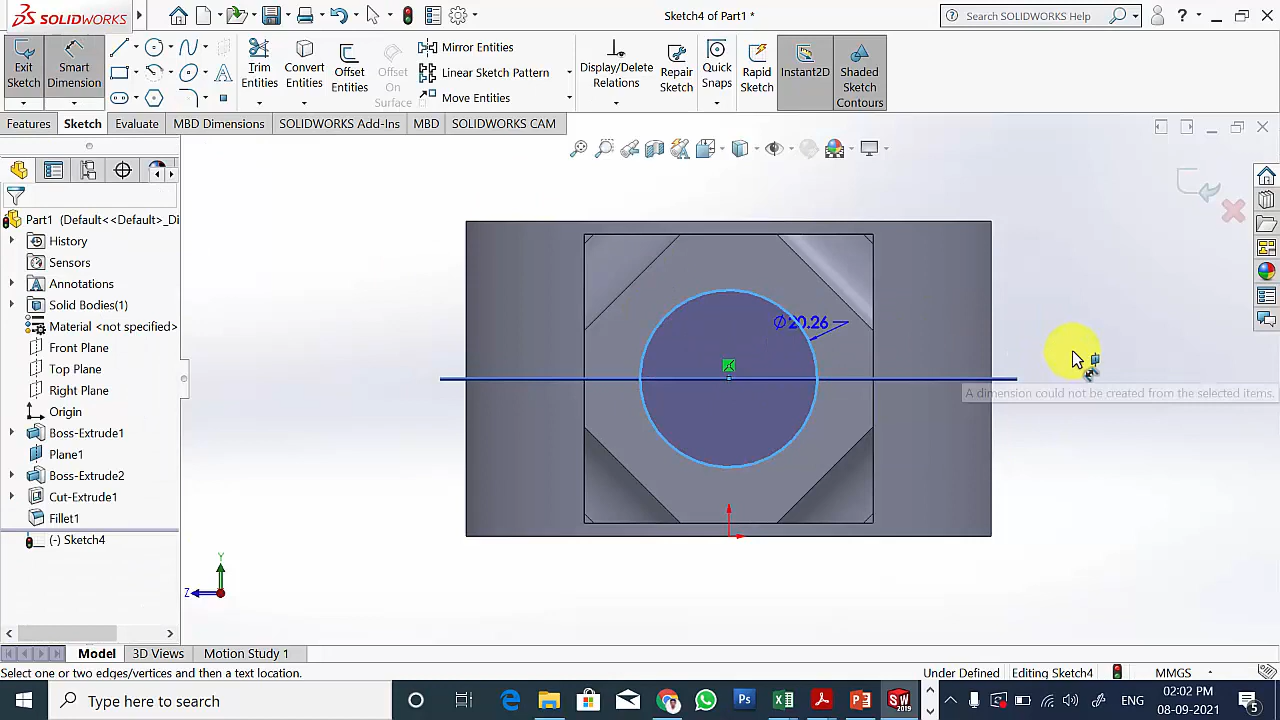 SOLIDWORKS
Sketch4 of Part1 *
Search SOLIDWORKS Help
Exit Sketch
Smart Dimension
Trim Entities
Convert Entities
Offset Entities
Offset On Surface
Mirror Entities
Linear Sketch Pattern
Move Entities
Display/Delete Relations
Repair Sketch
Quick Snaps
Rapid Sketch
Instant2D
Shaded Sketch Contours
Features
Sketch
Evaluate
MBD Dimensions
SOLIDWORKS Add-Ins
MBD
SOLIDWORKS CAM
Part1 (Default<<Default>_Di
History
Sensors
Annotations
Solid Bodies(1)
Material <not specified>
Front Plane
Top Plane
Right Plane
Origin
Boss-Extrude1
Plane1
Boss-Extrude2
Cut-Extrude1
Fillet1
(-) Sketch4
∅20.26
A dimension could not be created from the selected items.
Y
Z
Model
3D Views
Motion Study 1
Select one or two edges/vertices and then a text location.
Under Defined
Editing Sketch4
MMGS
Type here to search
ENG
02:02 PM
08-09-2021
5